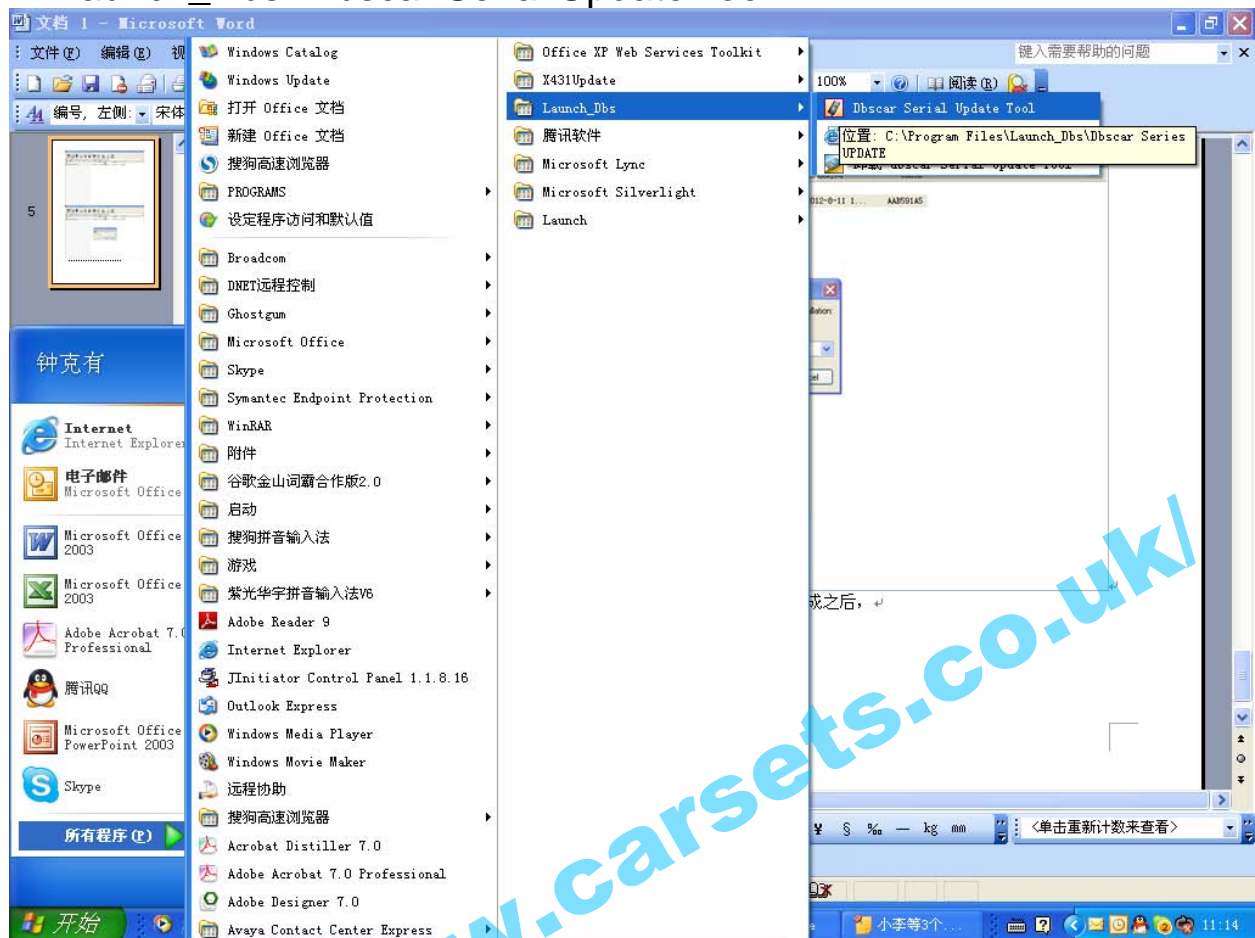 文档 1 - Microsoft Word
文件(F) 编辑(E) 视
键入需要帮助的问题
100%
阅读(R)
编号, 左侧:
宋体
5
钟克有
Internet
Internet Explorer
电子邮件
Microsoft Office
Microsoft Office
2003
Microsoft Office
2003
Adobe Acrobat 7.0
Professional
腾讯QQ
Microsoft Office
PowerPoint 2003
Skype
所有程序(P)
Windows Catalog
Windows Update
打开 Office 文档
新建 Office 文档
搜狗高速浏览器
PROGRAMS
设定程序访问和默认值
Broadcom
DNET远程控制
Ghostgum
Microsoft Office
Skype
Symantec Endpoint Protection
WinRAR
附件
谷歌金山词霸合作版2.0
启动
搜狗拼音输入法
游戏
紫光华宇拼音输入法V6
Adobe Reader 9
Internet Explorer
JInitiator Control Panel 1.1.8.16
Outlook Express
Windows Media Player
Windows Movie Maker
远程协助
搜狗高速浏览器
Acrobat Distiller 7.0
Adobe Acrobat 7.0 Professional
Adobe Designer 7.0
Avaya Contact Center Express
Office XP Web Services Toolkit
X431Update
Launch_Dbs
腾讯软件
Microsoft Lync
Microsoft Silverlight
Launch
Dbscar Serial Update Tool
位置: C:\Program Files\Launch_Dbs\Dbscar Series
UPDATE
AAD591A5
成之后,
¥ § ‰ — kg mm
<单击重新计数来查看>
开始
小李等3个...
11:14
w.carsets.co.uk/